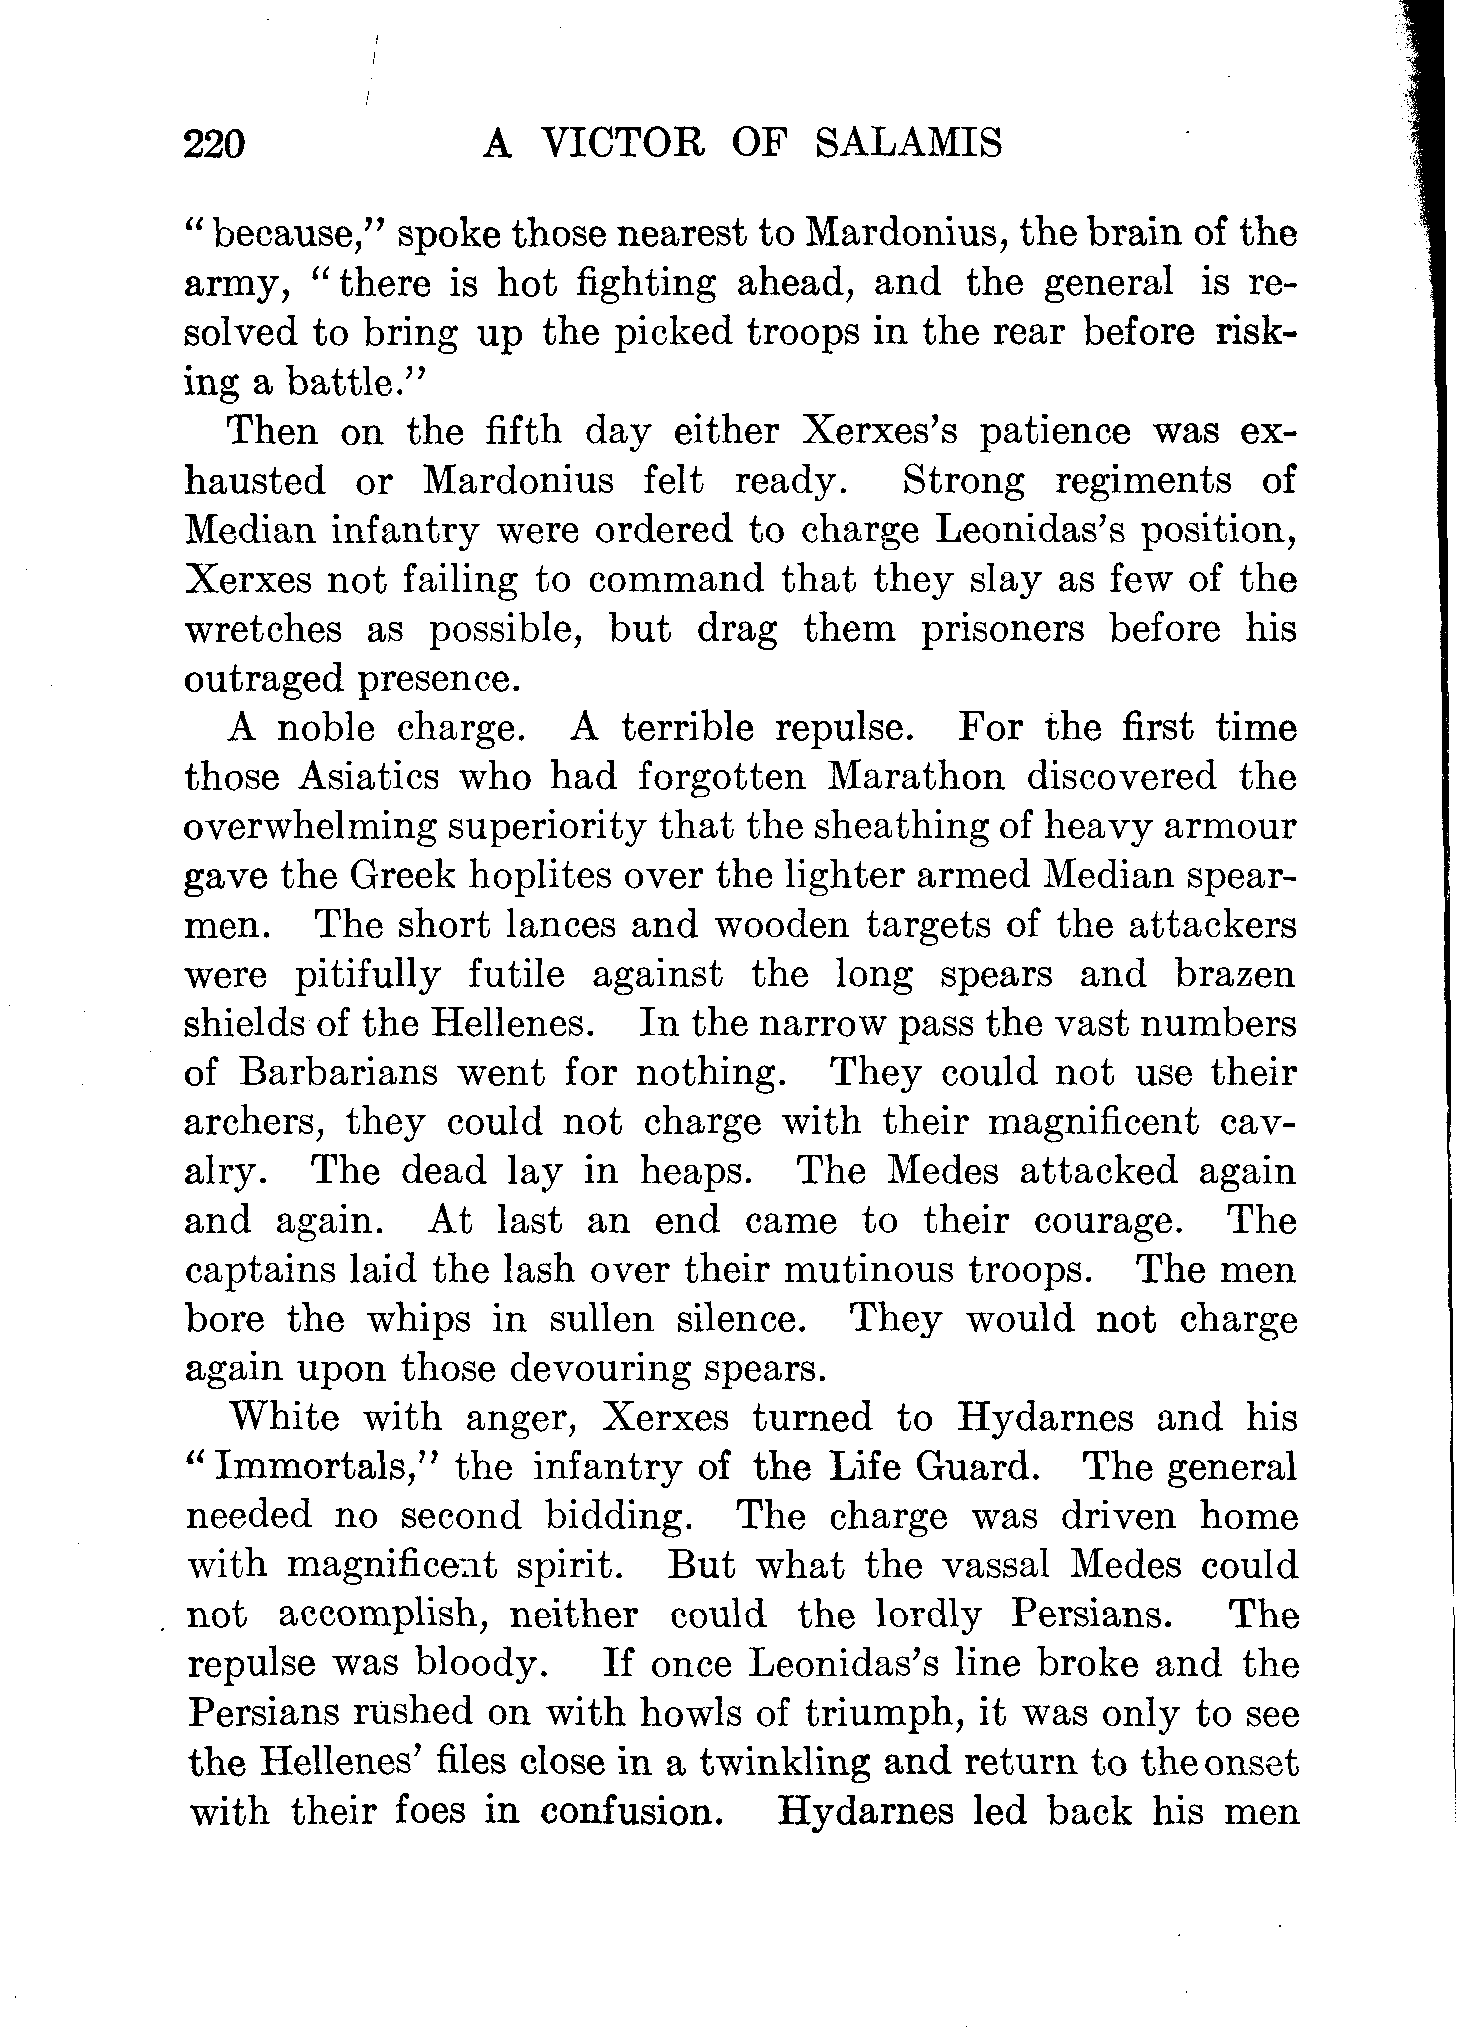 220 A VICTOR OF SALAMIS
“because,” spoke those nearest to Mardonius, the brain of the
army, “there is hot fighting ahead, and the general is re-
solved to bring up the picked troops in the rear before risk-
ing a battle.”
Then on the fifth day either Xerxes’s patience was ex-
hausted or Mardonius felt ready. Strong regiments of
Median infantry were ordered to charge Leonidas’s position,
Xerxes not failing to command that they slay as few of the
wretches as possible, but drag them prisoners before his
outraged presence.
A noble charge. A terrible repulse. For the first time
those Asiatics who had forgotten Marathon discovered the
overwhelming superiority that the sheathing of heavy armour
gave the Greek hoplites over the lighter armed Median spear-
men. The short lances and wooden targets of the attackers
were pitifully futile against the long spears and brazen
shields of the Hellenes. In the narrow pass the vast numbers
of Barbarians went for nothing. They could not use their
archers, they could not charge with their magnificent cav-
alry. The dead lay in heaps. The Medes attacked again
and again. At last an end came to their courage. The
captains laid the lash over their mutinous troops. The men
bore the whips in sullen silence. They would not charge
again upon those devouring spears.
White with anger, Xerxes turned to Hydarnes and his
“Immortals,” the infantry of the Life Guard. The general
needed no second bidding. The charge was driven home
with magnificent spirit. But what the vassal Medes could
not accomplish, neither could the lordly Persians. The
repulse was bloody. If once Leonidas’s line broke and the
Persians rushed on with howls of triumph, it was only to see
the Hellenes’ files close in a twinkling and return to the onset
with their foes in confusion. Hydarnes led back his men